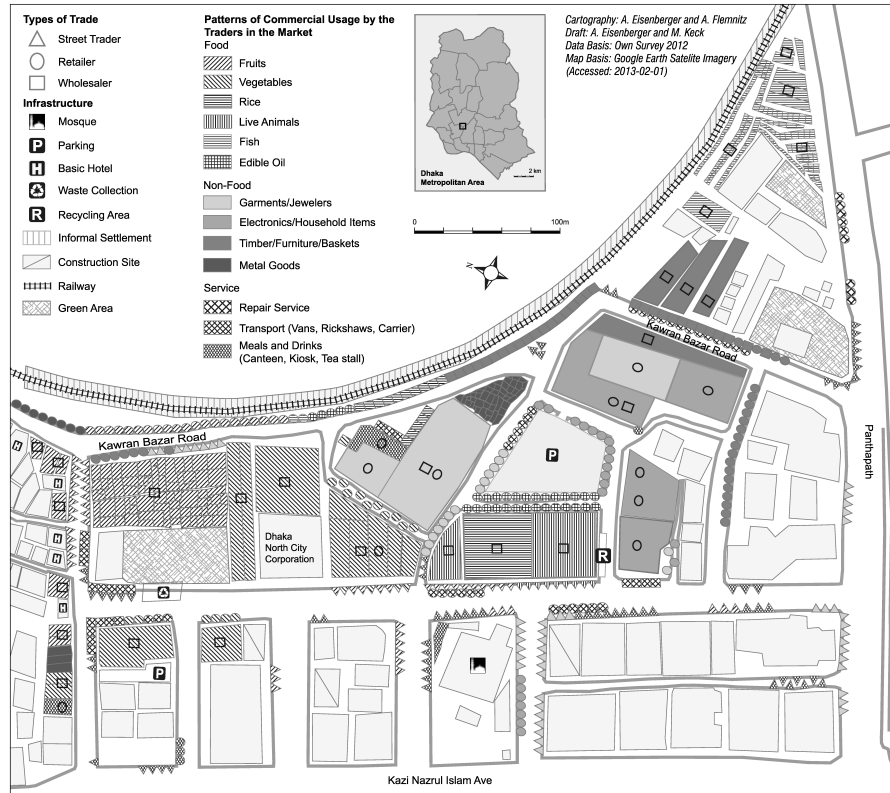 Types of Trade
Street Trader
Retailer
Wholesaler
Infrastructure
Mosque
P
Parking
H
Basic Hotel
Waste Collection
R
Recycling Area
Informal Settlement
Construction Site
Railway
Green Area
Patterns of Commercial Usage by the
Traders in the Market
Food
Fruits
Vegetables
Rice
Live Animals
Fish
Edible Oil
Non-Food
Garments/Jewelers
Electronics/Household Items
Timber/Furniture/Baskets
Metal Goods
Service
Repair Service
Transport (Vans, Rickshaws, Carrier)
Meals and Drinks
(Canteen, Kiosk, Tea stall)
Dhaka
Metropolitan Area
2 km
0 100m
N
Cartography: A. Eisenberger and A. Flemnitz
Draft: A. Eisenberger and M. Keck
Data Basis: Own Survey 2012
Map Basis: Google Earth Satelite Imagery
(Accessed: 2013-02-01)
Kawran Bazar Road
Kawran Bazar Road
Panthapath
H
P
H
Dhaka
North City
Corporation
H
H
R
H
P
Kazi Nazrul Islam Ave